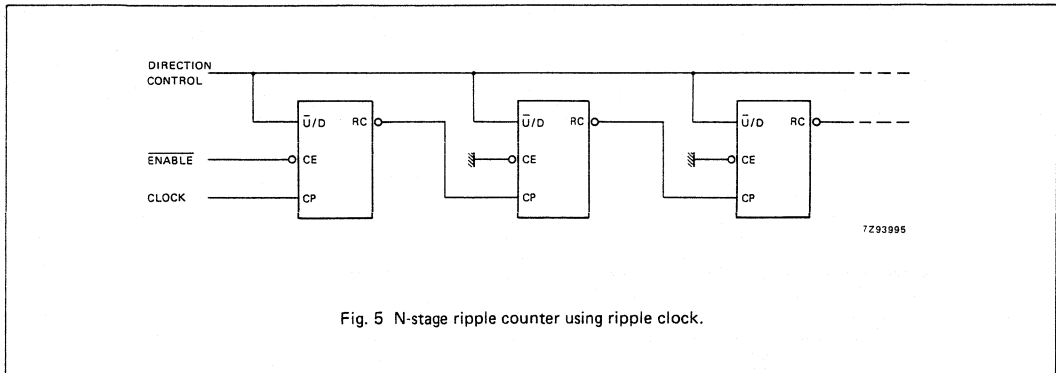 DIRECTION
CONTROL
U̅/D RC
U̅/D RC
U̅/D RC
E̅N̅A̅B̅L̅E̅ CE
CE
CE
CLOCK CP
CP
CP
7Z93995
Fig. 5 N-stage ripple counter using ripple clock.